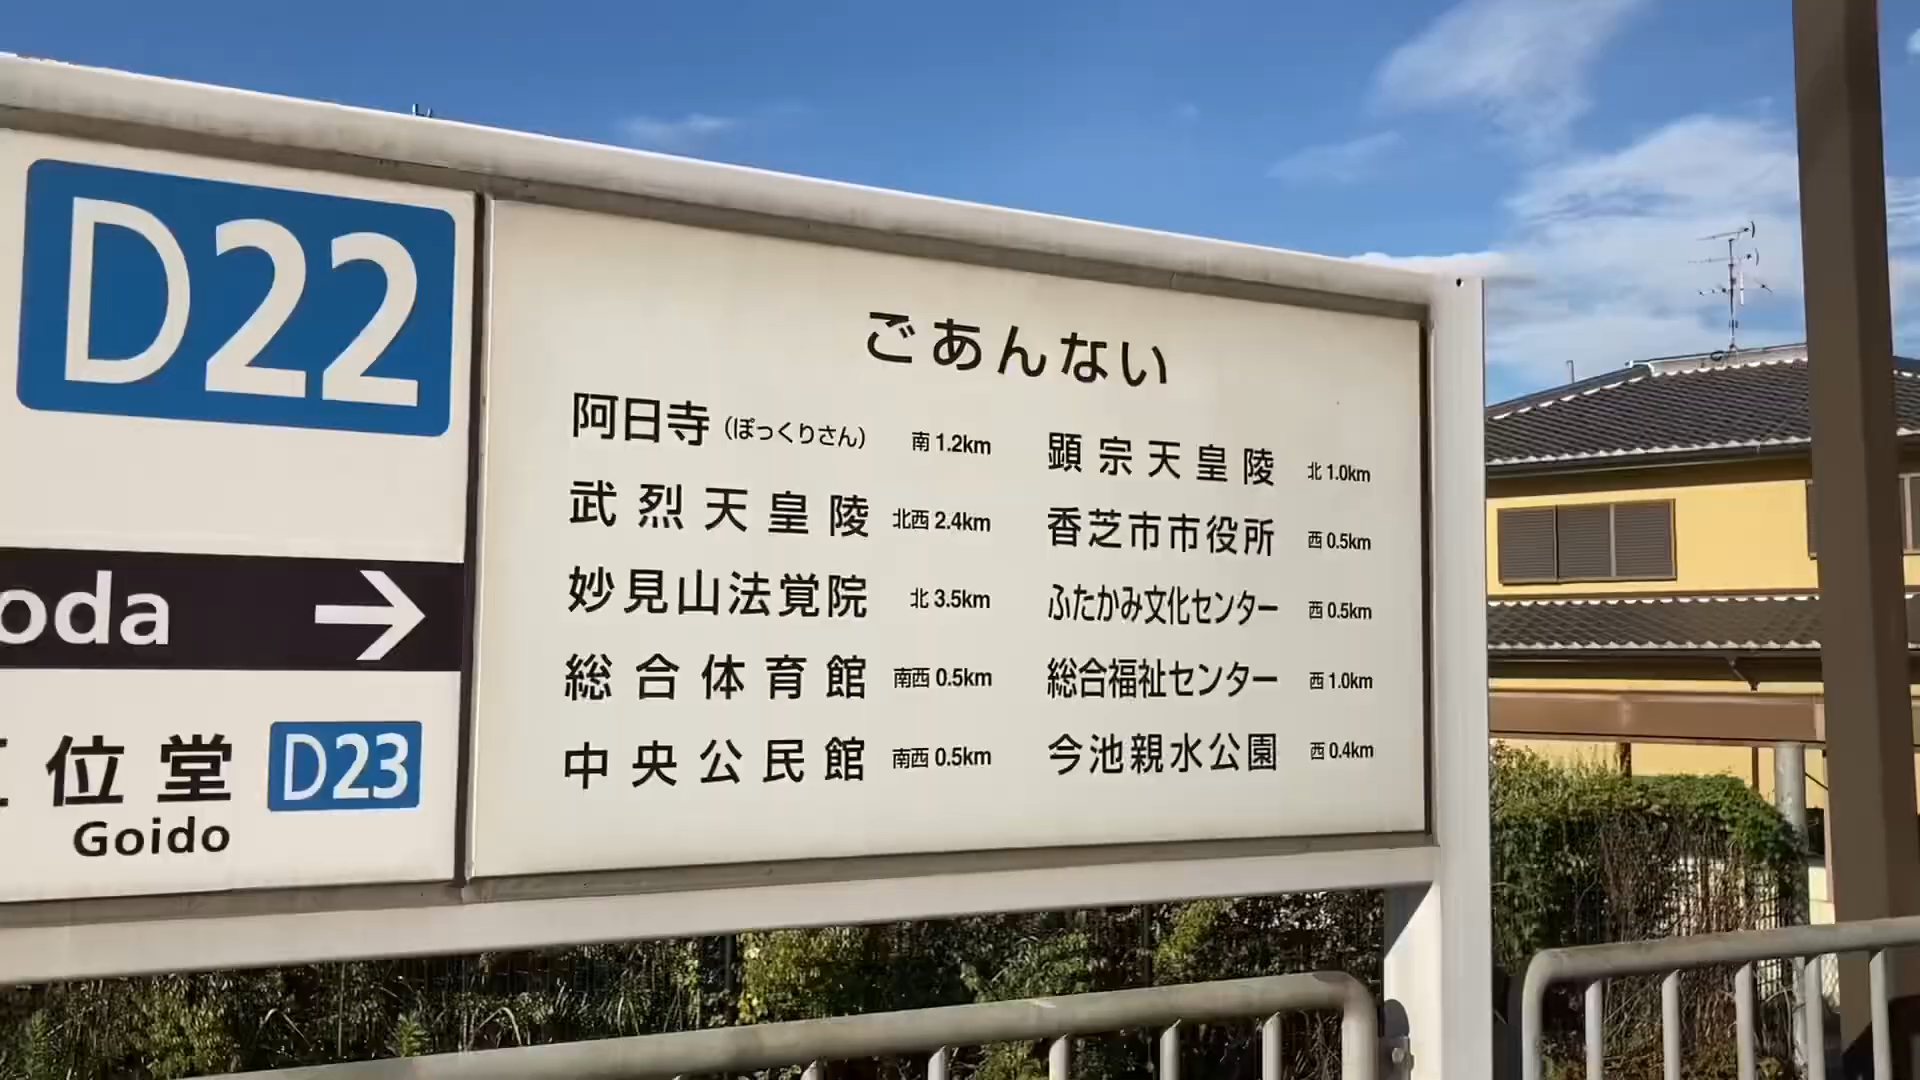 D22
oda →
位堂 D23
Goido
ごあんない
阿日寺（ぽっくりさん） 南 1.2km
武烈天皇陵 北西 2.4km
妙見山法覚院 北 3.5km
総合体育館 南西 0.5km
中央公民館 南西 0.5km
顕宗天皇陵 北 1.0km
香芝市市役所 西 0.5km
ふたかみ文化センター 西 0.5km
総合福祉センター 西 1.0km
今池親水公園 西 0.4km